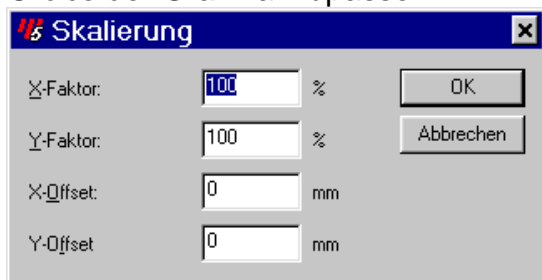 Skalierung
X-Faktor: 100 % OK
Y-Faktor: 100 % Abbrechen
X-Offset: 0 mm
Y-Offset 0 mm